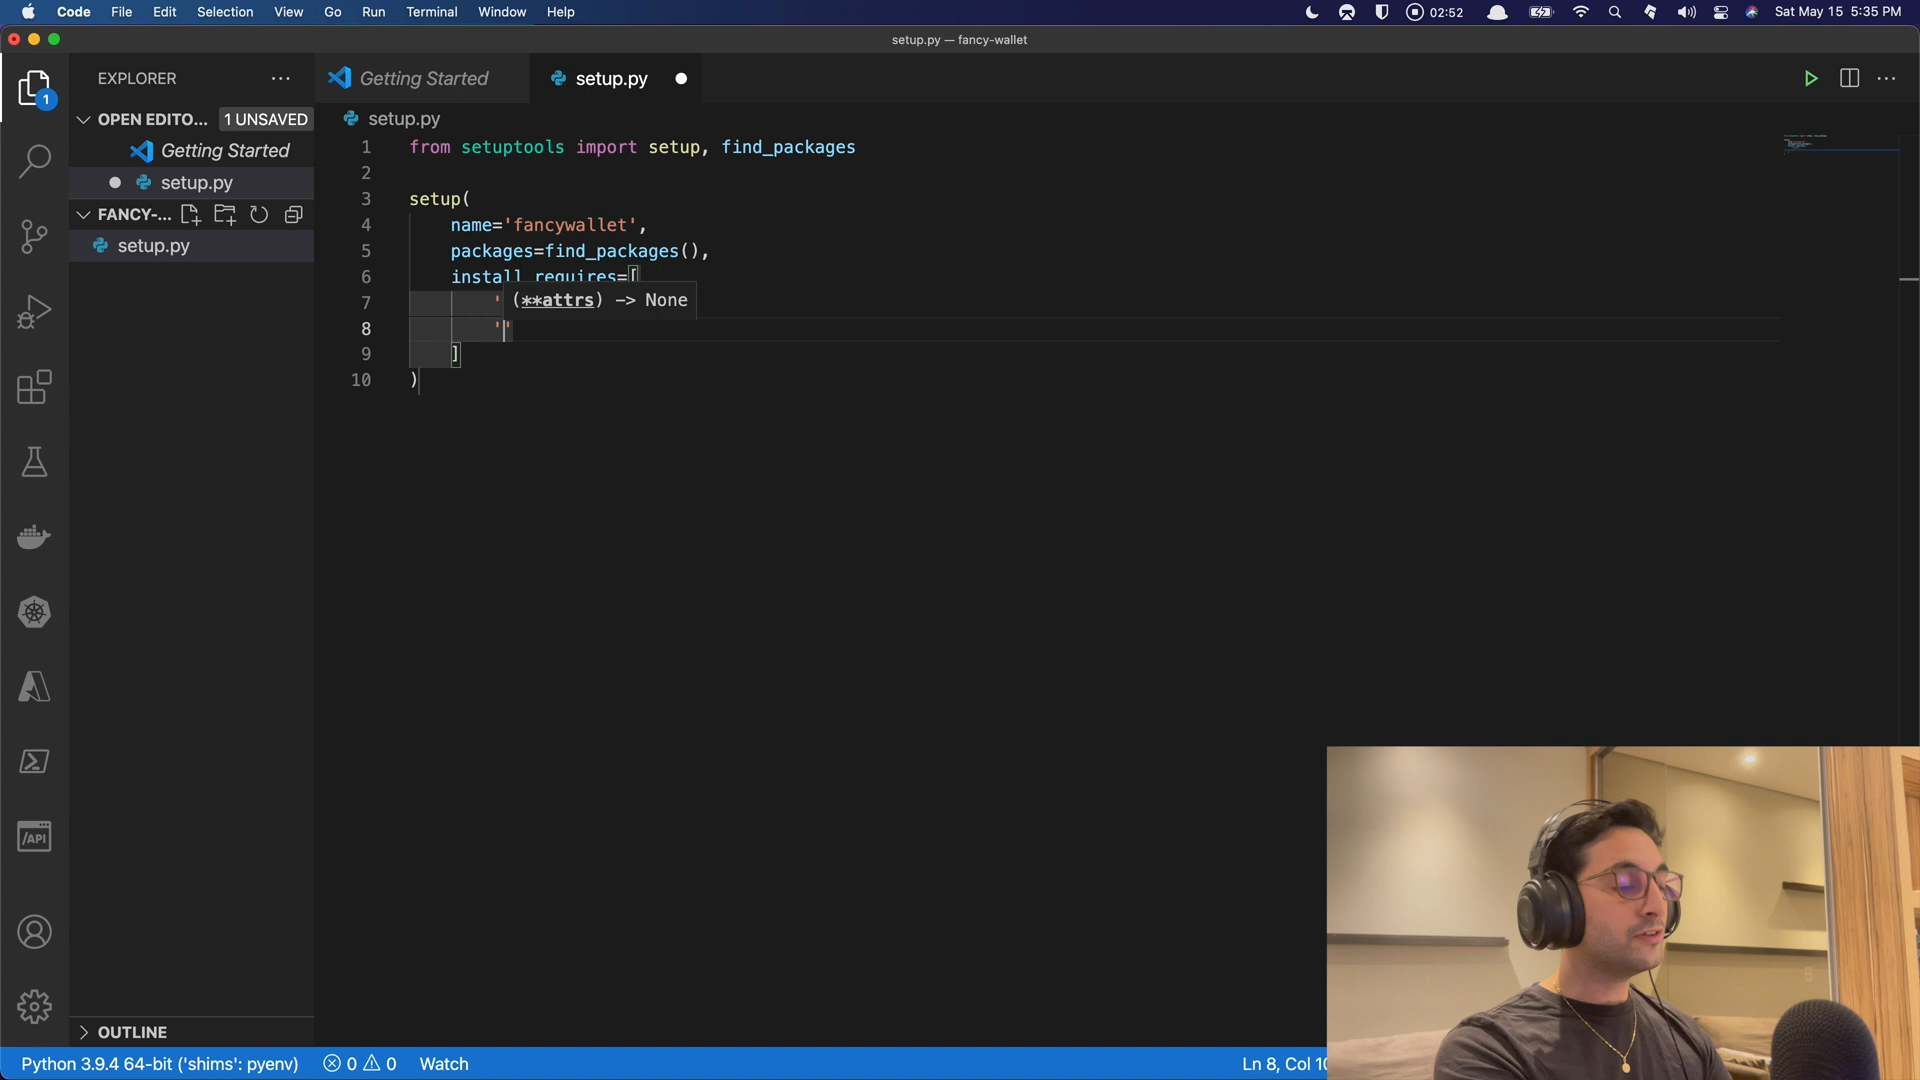 Code File Edit Selection View Go Run Terminal Window Help 02:52 Sat May 15 5:35 PM
setup.py — fancy-wallet
EXPLORER
Getting Started
setup.py
1
OPEN EDITO... 1 UNSAVED
Getting Started
setup.py
FANCY-...
setup.py
setup.py
1 from setuptools import setup, find_packages
2
3 setup(
4 name='fancywallet',
5 packages=find_packages(),
6 install_requires=[
7 ' (**attrs) -> None
8 ''
9 ]
10 )
/API
OUTLINE
Python 3.9.4 64-bit ('shims': pyenv) 0 0 Watch Ln 8, Col 10